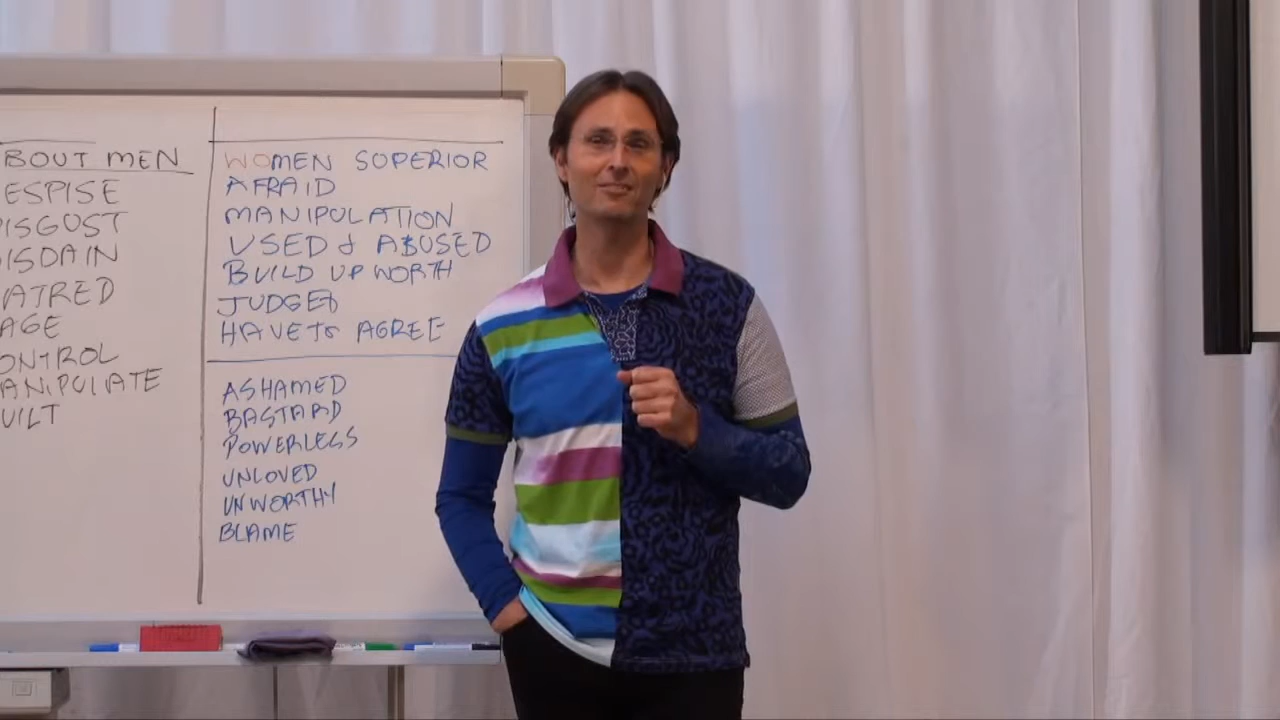 BOUT MEN
ESPISE
ISGUST
ISDAIN
ATRED
AGE
ONTROL
ANIPULATE
UILT
WOMEN SUPERIOR
AFRAID
MANIPULATION
USED & ABUSED
BUILD UP WORTH
JUDGED
HAVE TO AGREE
ASHAMED
BASTARD
POWERLESS
UNLOVED
UNWORTHY
BLAME